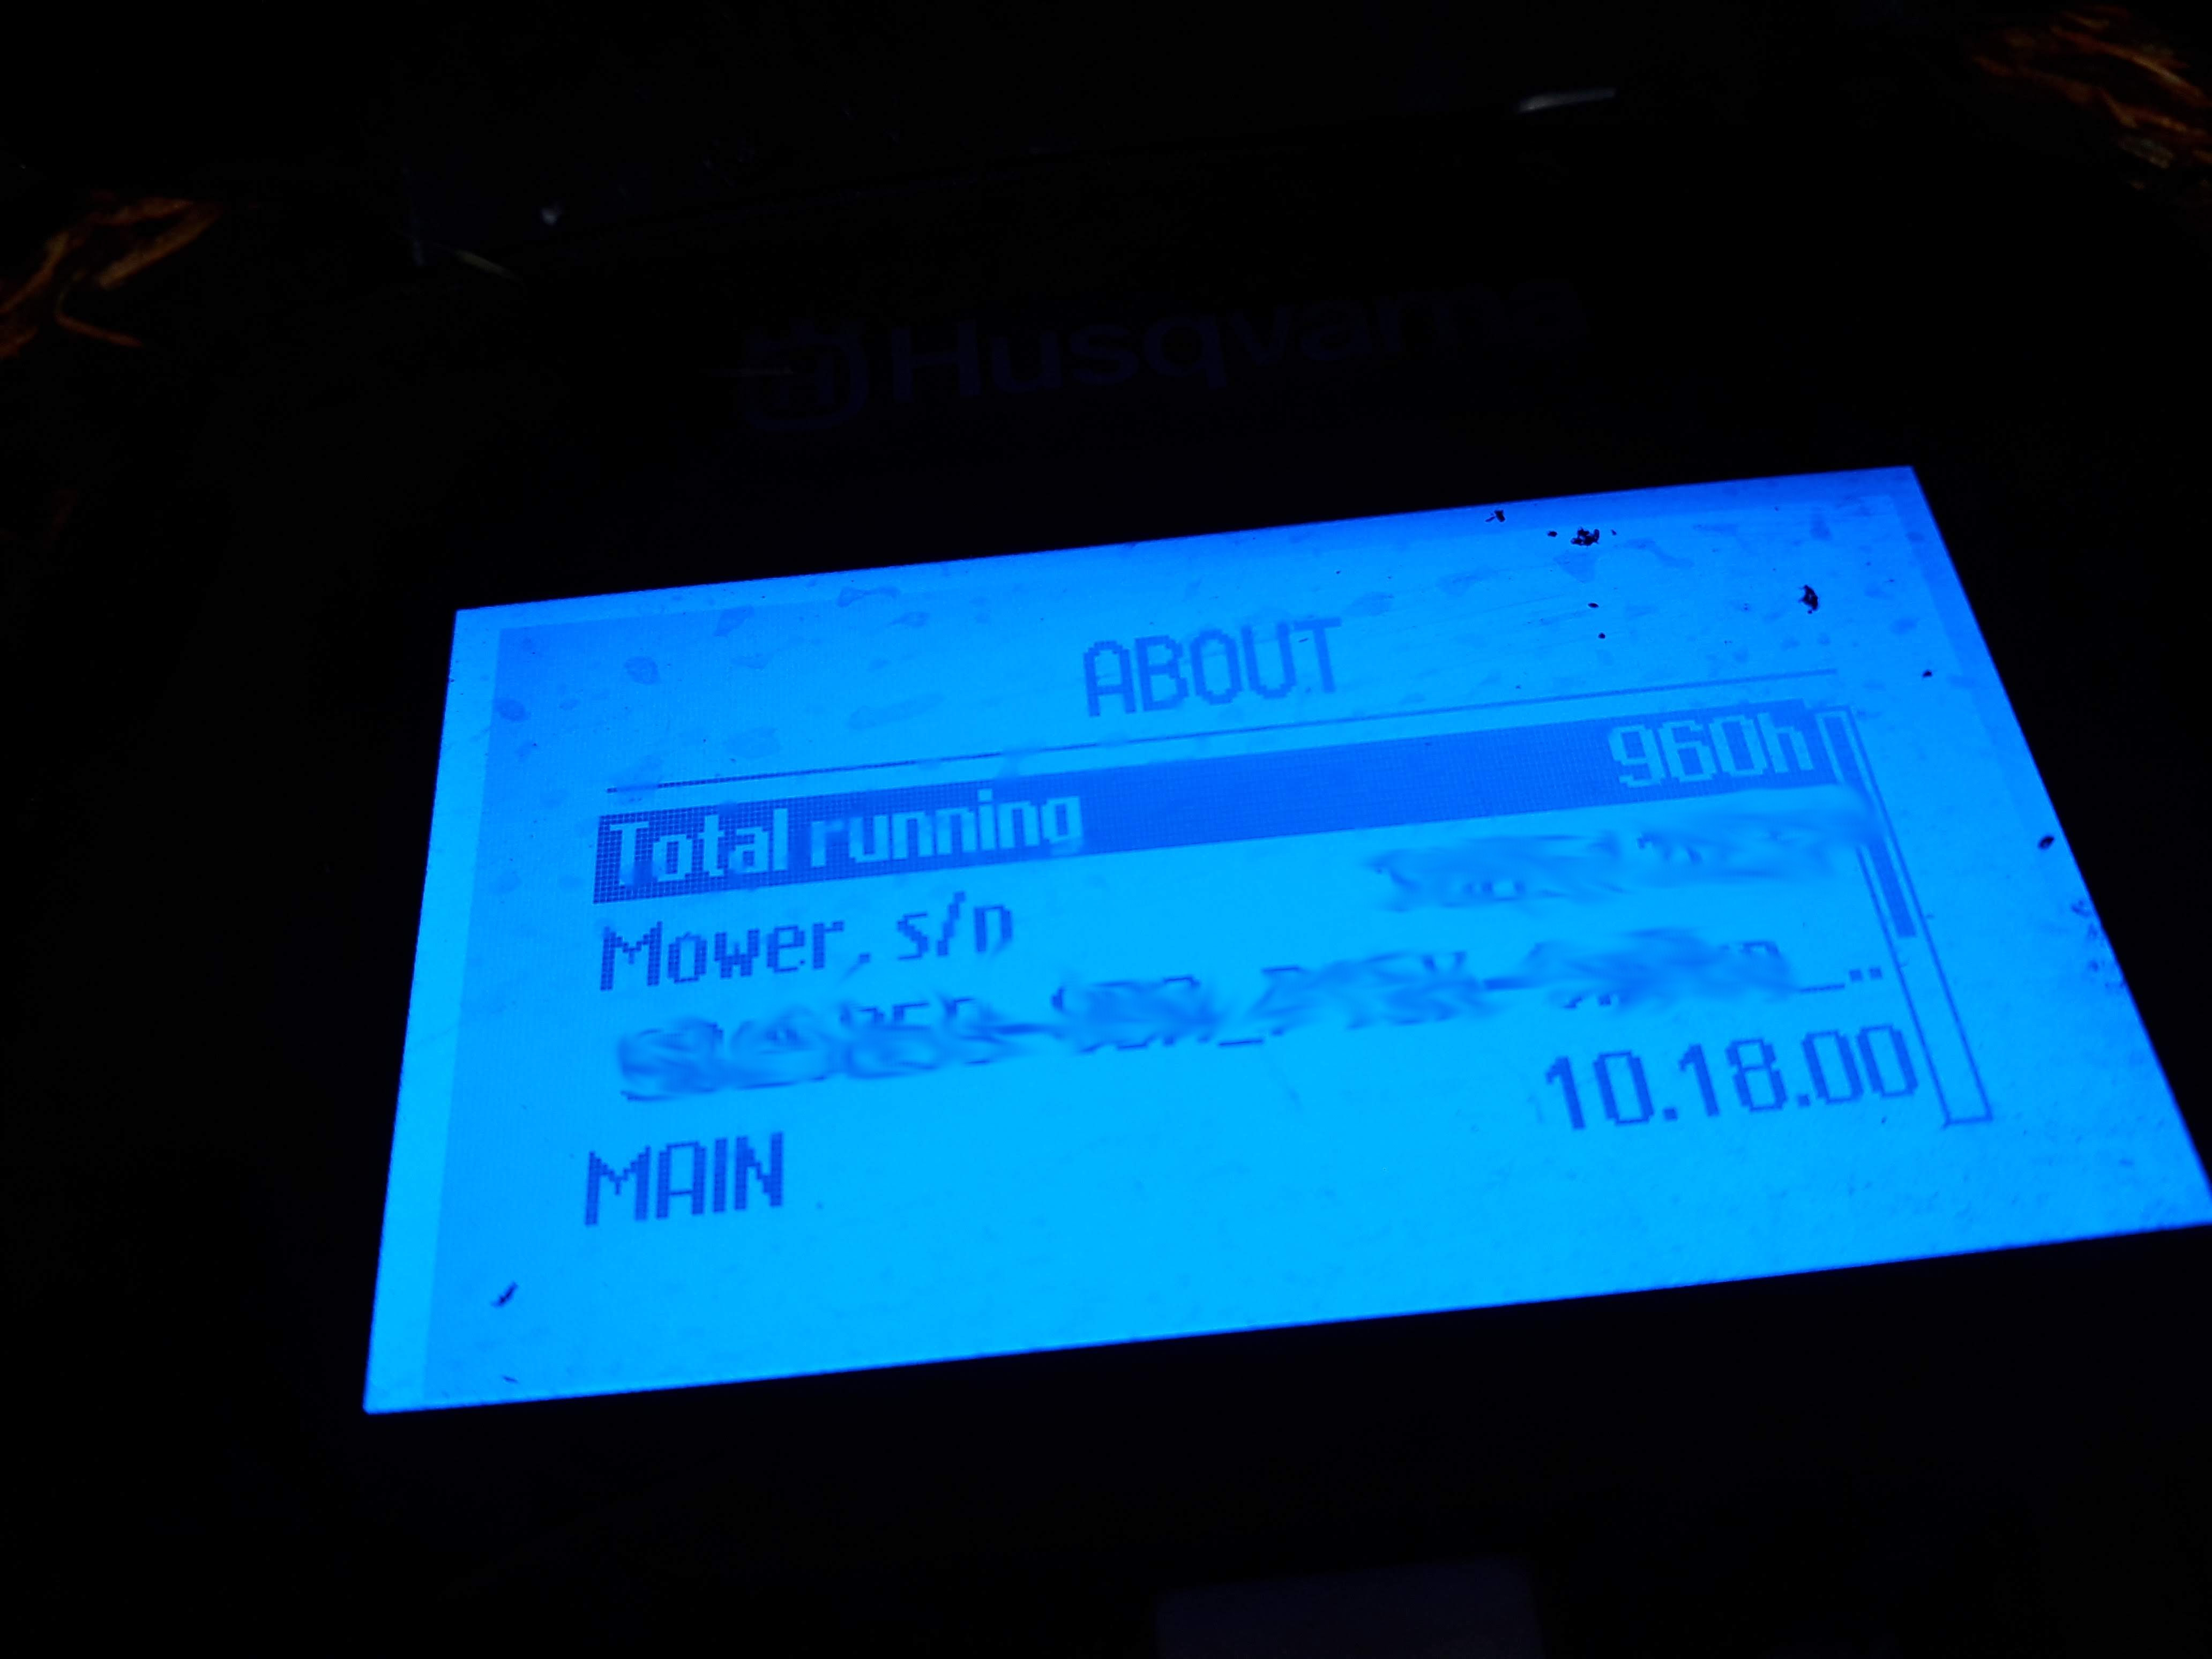 Husqvarna
ABOUT
Total running 960h
Mower, s/n
MAIN 10.18.00